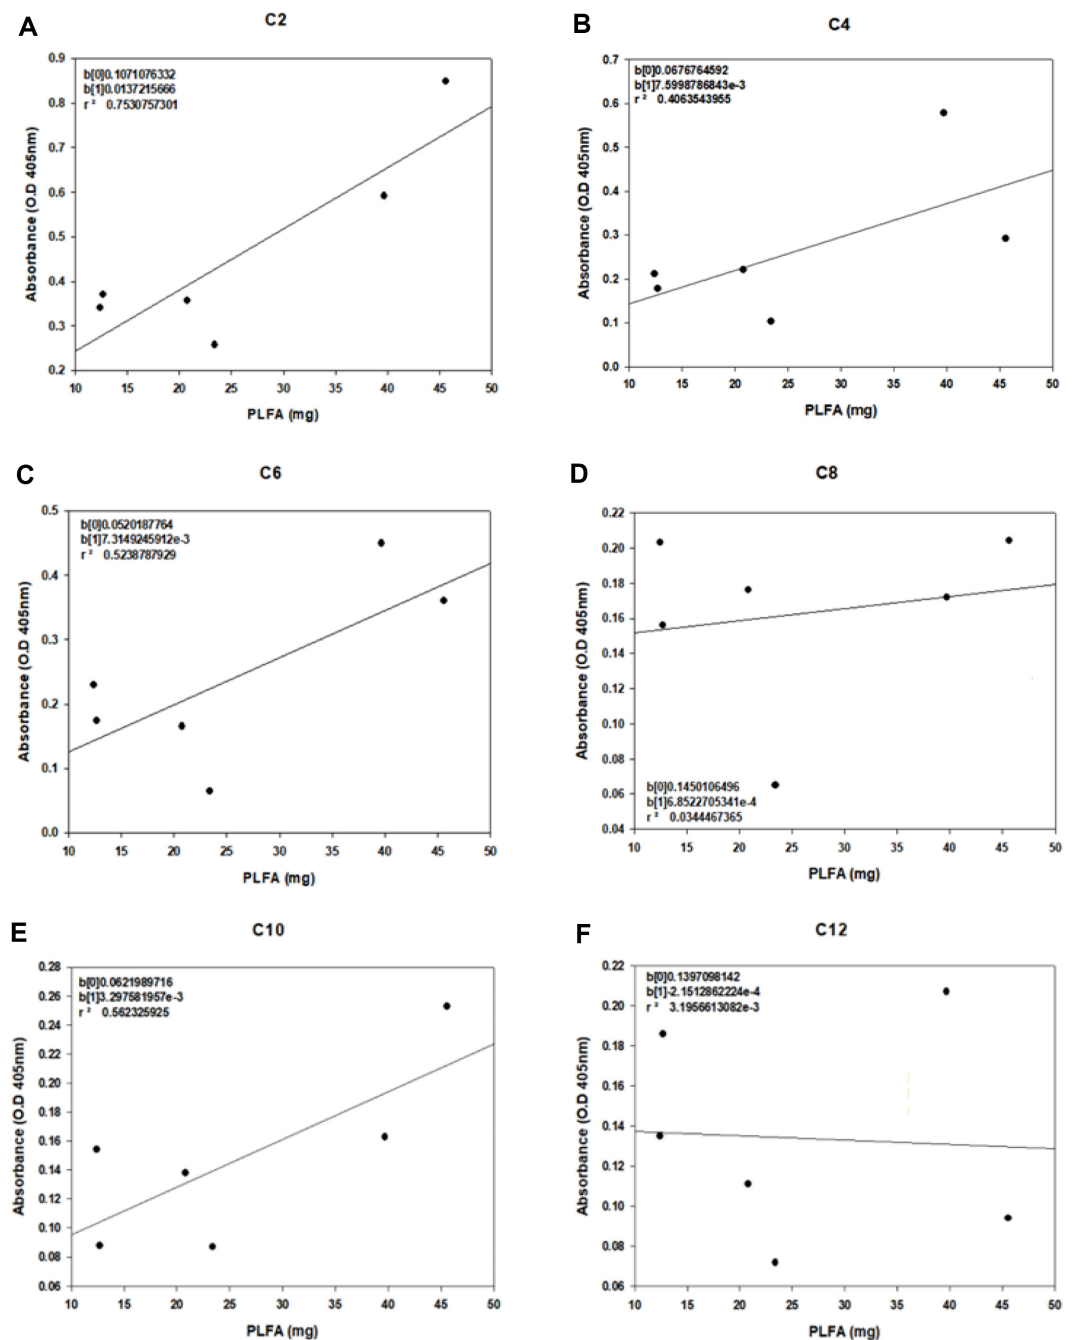 A
C2
b[0]0.1071076332
b[1]0.0137215666
r ² 0.7530757301
0.9
0.8
0.7
0.6
0.5
0.4
0.3
0.2
Absorbance (O.D 405nm)
10 15 20 25 30 35 40 45 50
PLFA (mg)
B
C4
b[0]0.0676764592
b[1]7.5998786843e-3
r ² 0.4063543955
0.7
0.6
0.5
0.4
0.3
0.2
0.1
0.0
Absorbance (O.D 405nm)
10 15 20 25 30 35 40 45 50
PLFA (mg)
C
C6
b[0]0.0520187764
b[1]7.3149245912e-3
r ² 0.5238787929
0.5
0.4
0.3
0.2
0.1
0.0
Absorbance (O.D 405nm)
10 15 20 25 30 35 40 45 50
PLFA (mg)
D
C8
0.22
0.20
0.18
0.16
0.14
0.12
0.10
0.08
0.06
0.04
Absorbance (O.D 405nm)
b[0]0.1450106496
b[1]6.8522705341e-4
r ² 0.0344467365
10 15 20 25 30 35 40 45 50
PLFA (mg)
E
C10
b[0]0.0621989716
b[1]3.297581957e-3
r ² 0.562325925
0.28
0.26
0.24
0.22
0.20
0.18
0.16
0.14
0.12
0.10
0.08
0.06
Absorbance (O.D 405nm)
10 15 20 25 30 35 40 45 50
PLFA (mg)
F
C12
b[0]0.1397098142
b[1]-2.1512862224e-4
r ² 3.1956613082e-3
0.22
0.20
0.18
0.16
0.14
0.12
0.10
0.08
0.06
Absorbance (O.D 405nm)
10 15 20 25 30 35 40 45 50
PLFA (mg)